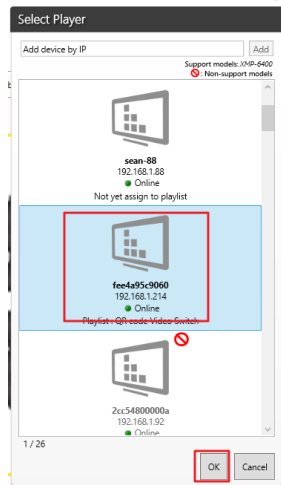 Select Player
Add device by IP
Add
Support models: XMP-6400
: Non-support models
sean-88
192.168.1.88
Online
Not yet assign to playlist
fee4a95c9060
192.168.1.214
Online
Playlist : QR code Video Switch
2cc54800000a
192.168.1.92
Online
1 / 26
OK
Cancel